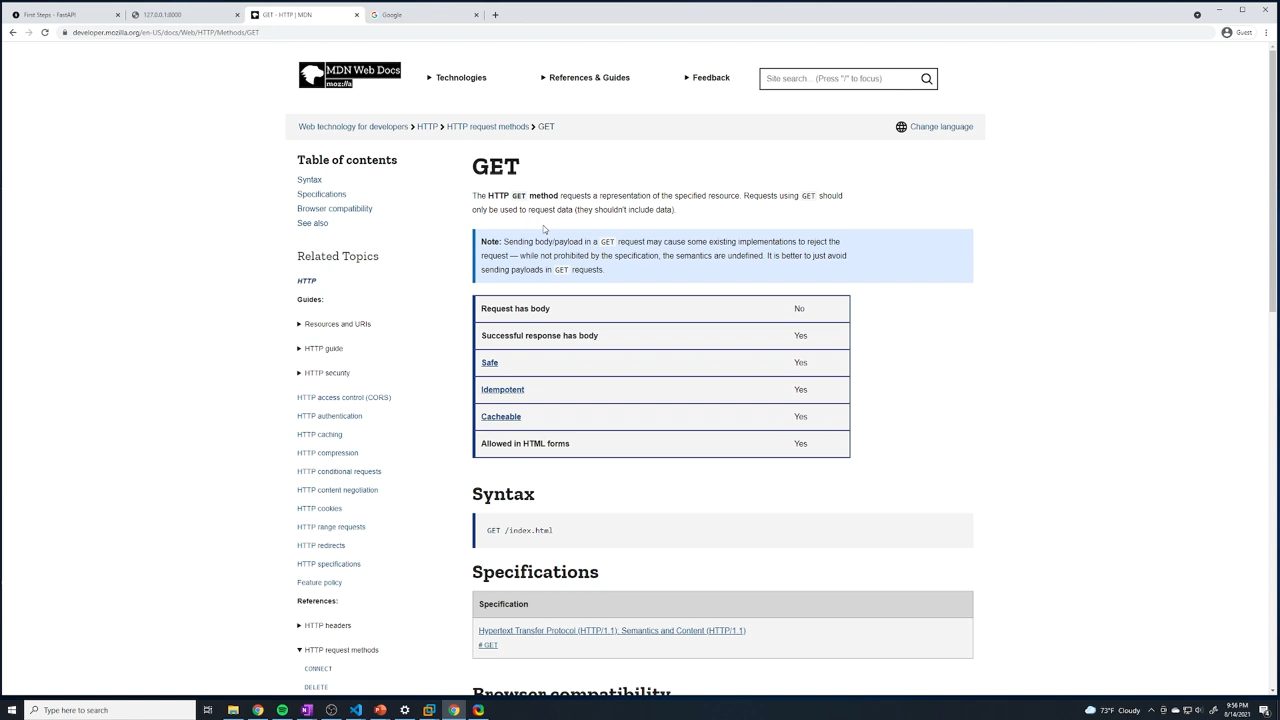 First Steps - FastAPI
127.0.0.1:8000
GET - HTTP | MDN
Google
developer.mozilla.org/en-US/docs/Web/HTTP/Methods/GET
Guest
MDN Web Docs
moz://a
Technologies
References & Guides
Feedback
Site search... (Press "/" to focus)
Web technology for developers > HTTP > HTTP request methods > GET
Change language
Table of contents
Syntax
Specifications
Browser compatibility
See also
Related Topics
HTTP
Guides:
Resources and URIs
HTTP guide
HTTP security
HTTP access control (CORS)
HTTP authentication
HTTP caching
HTTP compression
HTTP conditional requests
HTTP content negotiation
HTTP cookies
HTTP range requests
HTTP redirects
HTTP specifications
Feature policy
References:
HTTP headers
HTTP request methods
CONNECT
DELETE
GET
The HTTP GET method requests a representation of the specified resource. Requests using GET should
only be used to request data (they shouldn't include data).
Note: Sending body/payload in a GET request may cause some existing implementations to reject the
request — while not prohibited by the specification, the semantics are undefined. It is better to just avoid
sending payloads in GET requests.
Request has body No
Successful response has body Yes
Safe Yes
Idempotent Yes
Cacheable Yes
Allowed in HTML forms Yes
Syntax
GET /index.html
Specifications
Specification
Hypertext Transfer Protocol (HTTP/1.1): Semantics and Content (HTTP/1.1)
# GET
Browser compatibility
Type here to search
73°F Cloudy
9:56 PM
8/14/2021